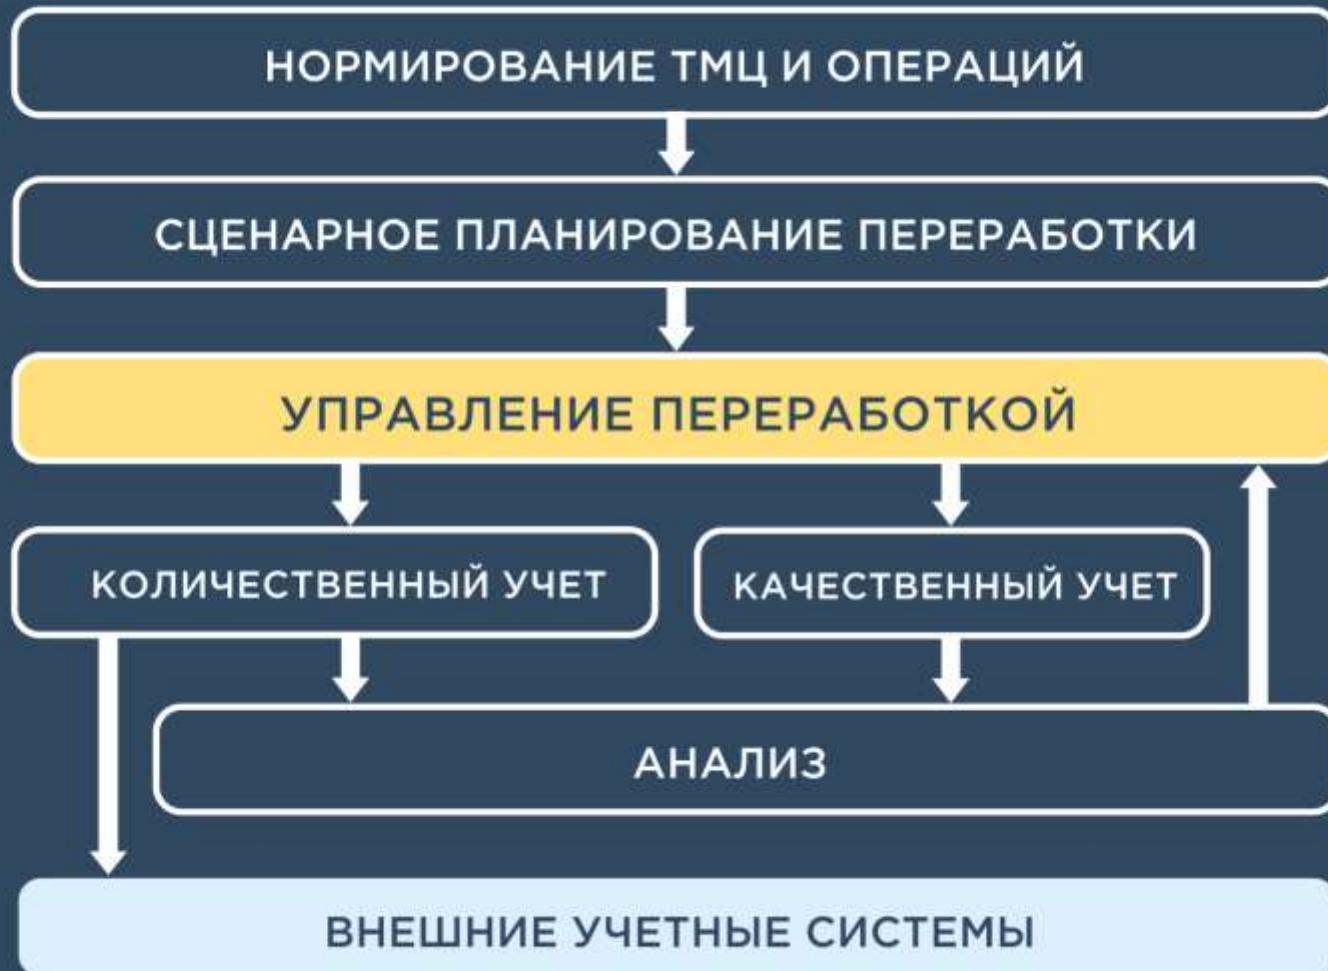 НОРМИРОВАНИЕ ТМЦ И ОПЕРАЦИЙ
СЦЕНАРНОЕ ПЛАНИРОВАНИЕ ПЕРЕРАБОТКИ
УПРАВЛЕНИЕ ПЕРЕРАБОТКОЙ
КОЛИЧЕСТВЕННЫЙ УЧЕТ
КАЧЕСТВЕННЫЙ УЧЕТ
АНАЛИЗ
ВНЕШНИЕ УЧЕТНЫЕ СИСТЕМЫ